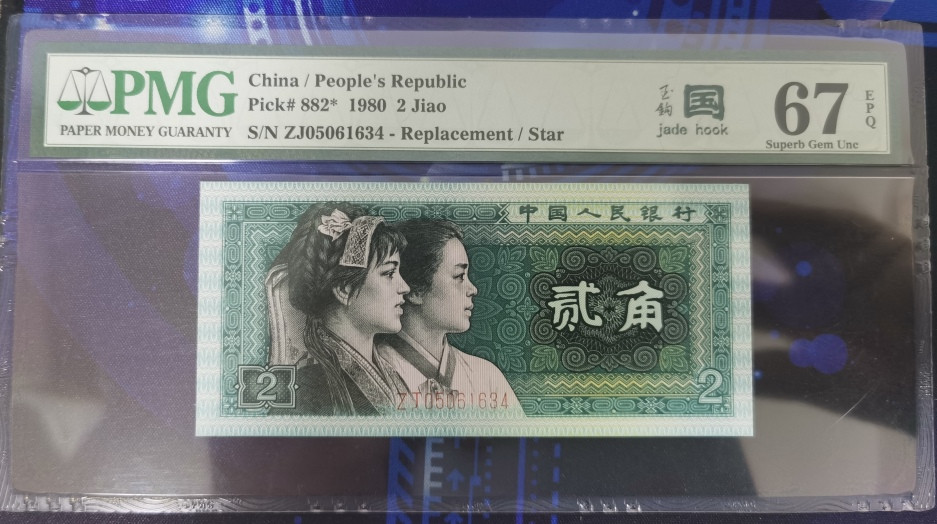 PMG
PAPER MONEY GUARANTY
China / People's Republic
Pick# 882* 1980 2 Jiao
S/N ZJ05061634 - Replacement / Star
玉钩 国
jade hook
67 EPQ
Superb Gem Unc
中国人民银行
贰角
2
2
ZJ05061634